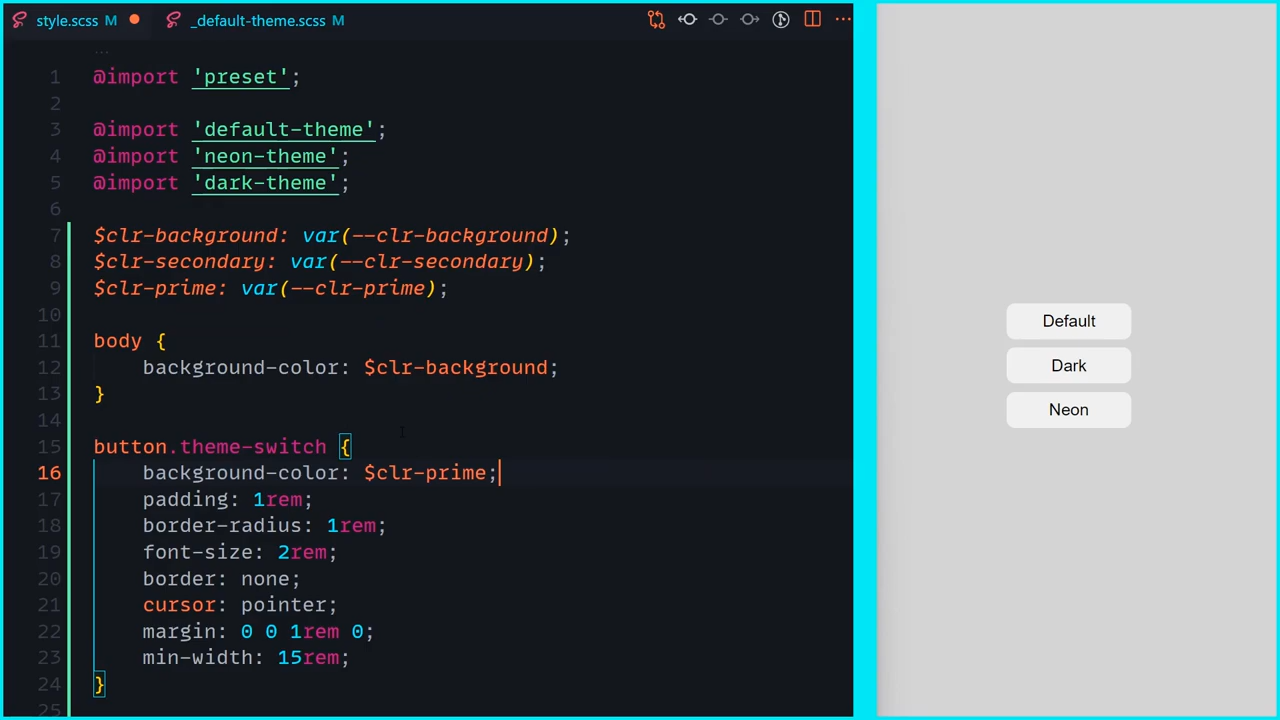 style.scss M
_default-theme.scss M
...
1 @import 'preset';
2
3 @import 'default-theme';
4 @import 'neon-theme';
5 @import 'dark-theme';
6
7 $clr-background: var(--clr-background);
8 $clr-secondary: var(--clr-secondary);
9 $clr-prime: var(--clr-prime);
10
11 body {
12 background-color: $clr-background;
13 }
14
15 button.theme-switch {
16 background-color: $clr-prime;
17 padding: 1rem;
18 border-radius: 1rem;
19 font-size: 2rem;
20 border: none;
21 cursor: pointer;
22 margin: 0 0 1rem 0;
23 min-width: 15rem;
24 }
25
Default
Dark
Neon